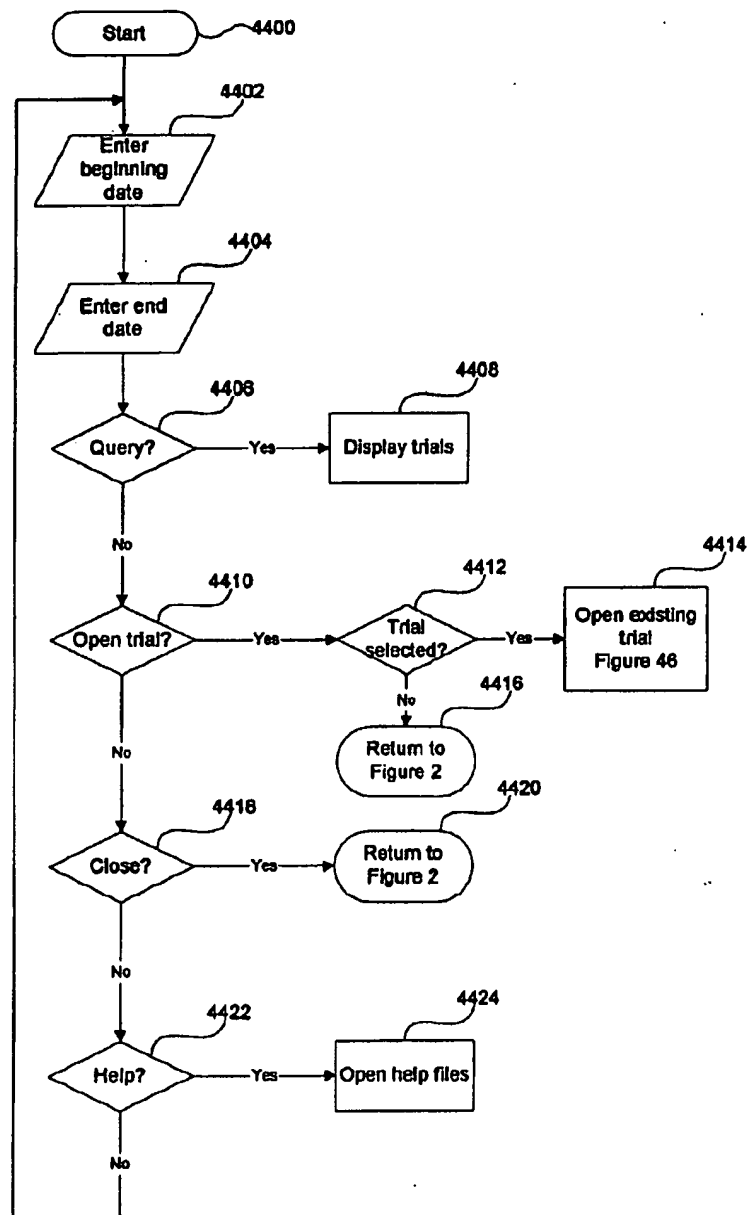 Start
4400
4402
Enter
beginning
date
4404
Enter end
date
4406
4408
Query?
Yes
Display trials
No
4410
4412
4414
Open trial?
Yes
Trial
selected?
Yes
Open existing
trial
Figure 46
No
4416
No
Return to
Figure 2
4418
4420
Close?
Yes
Return to
Figure 2
No
4422
4424
Help?
Yes
Open help files
No